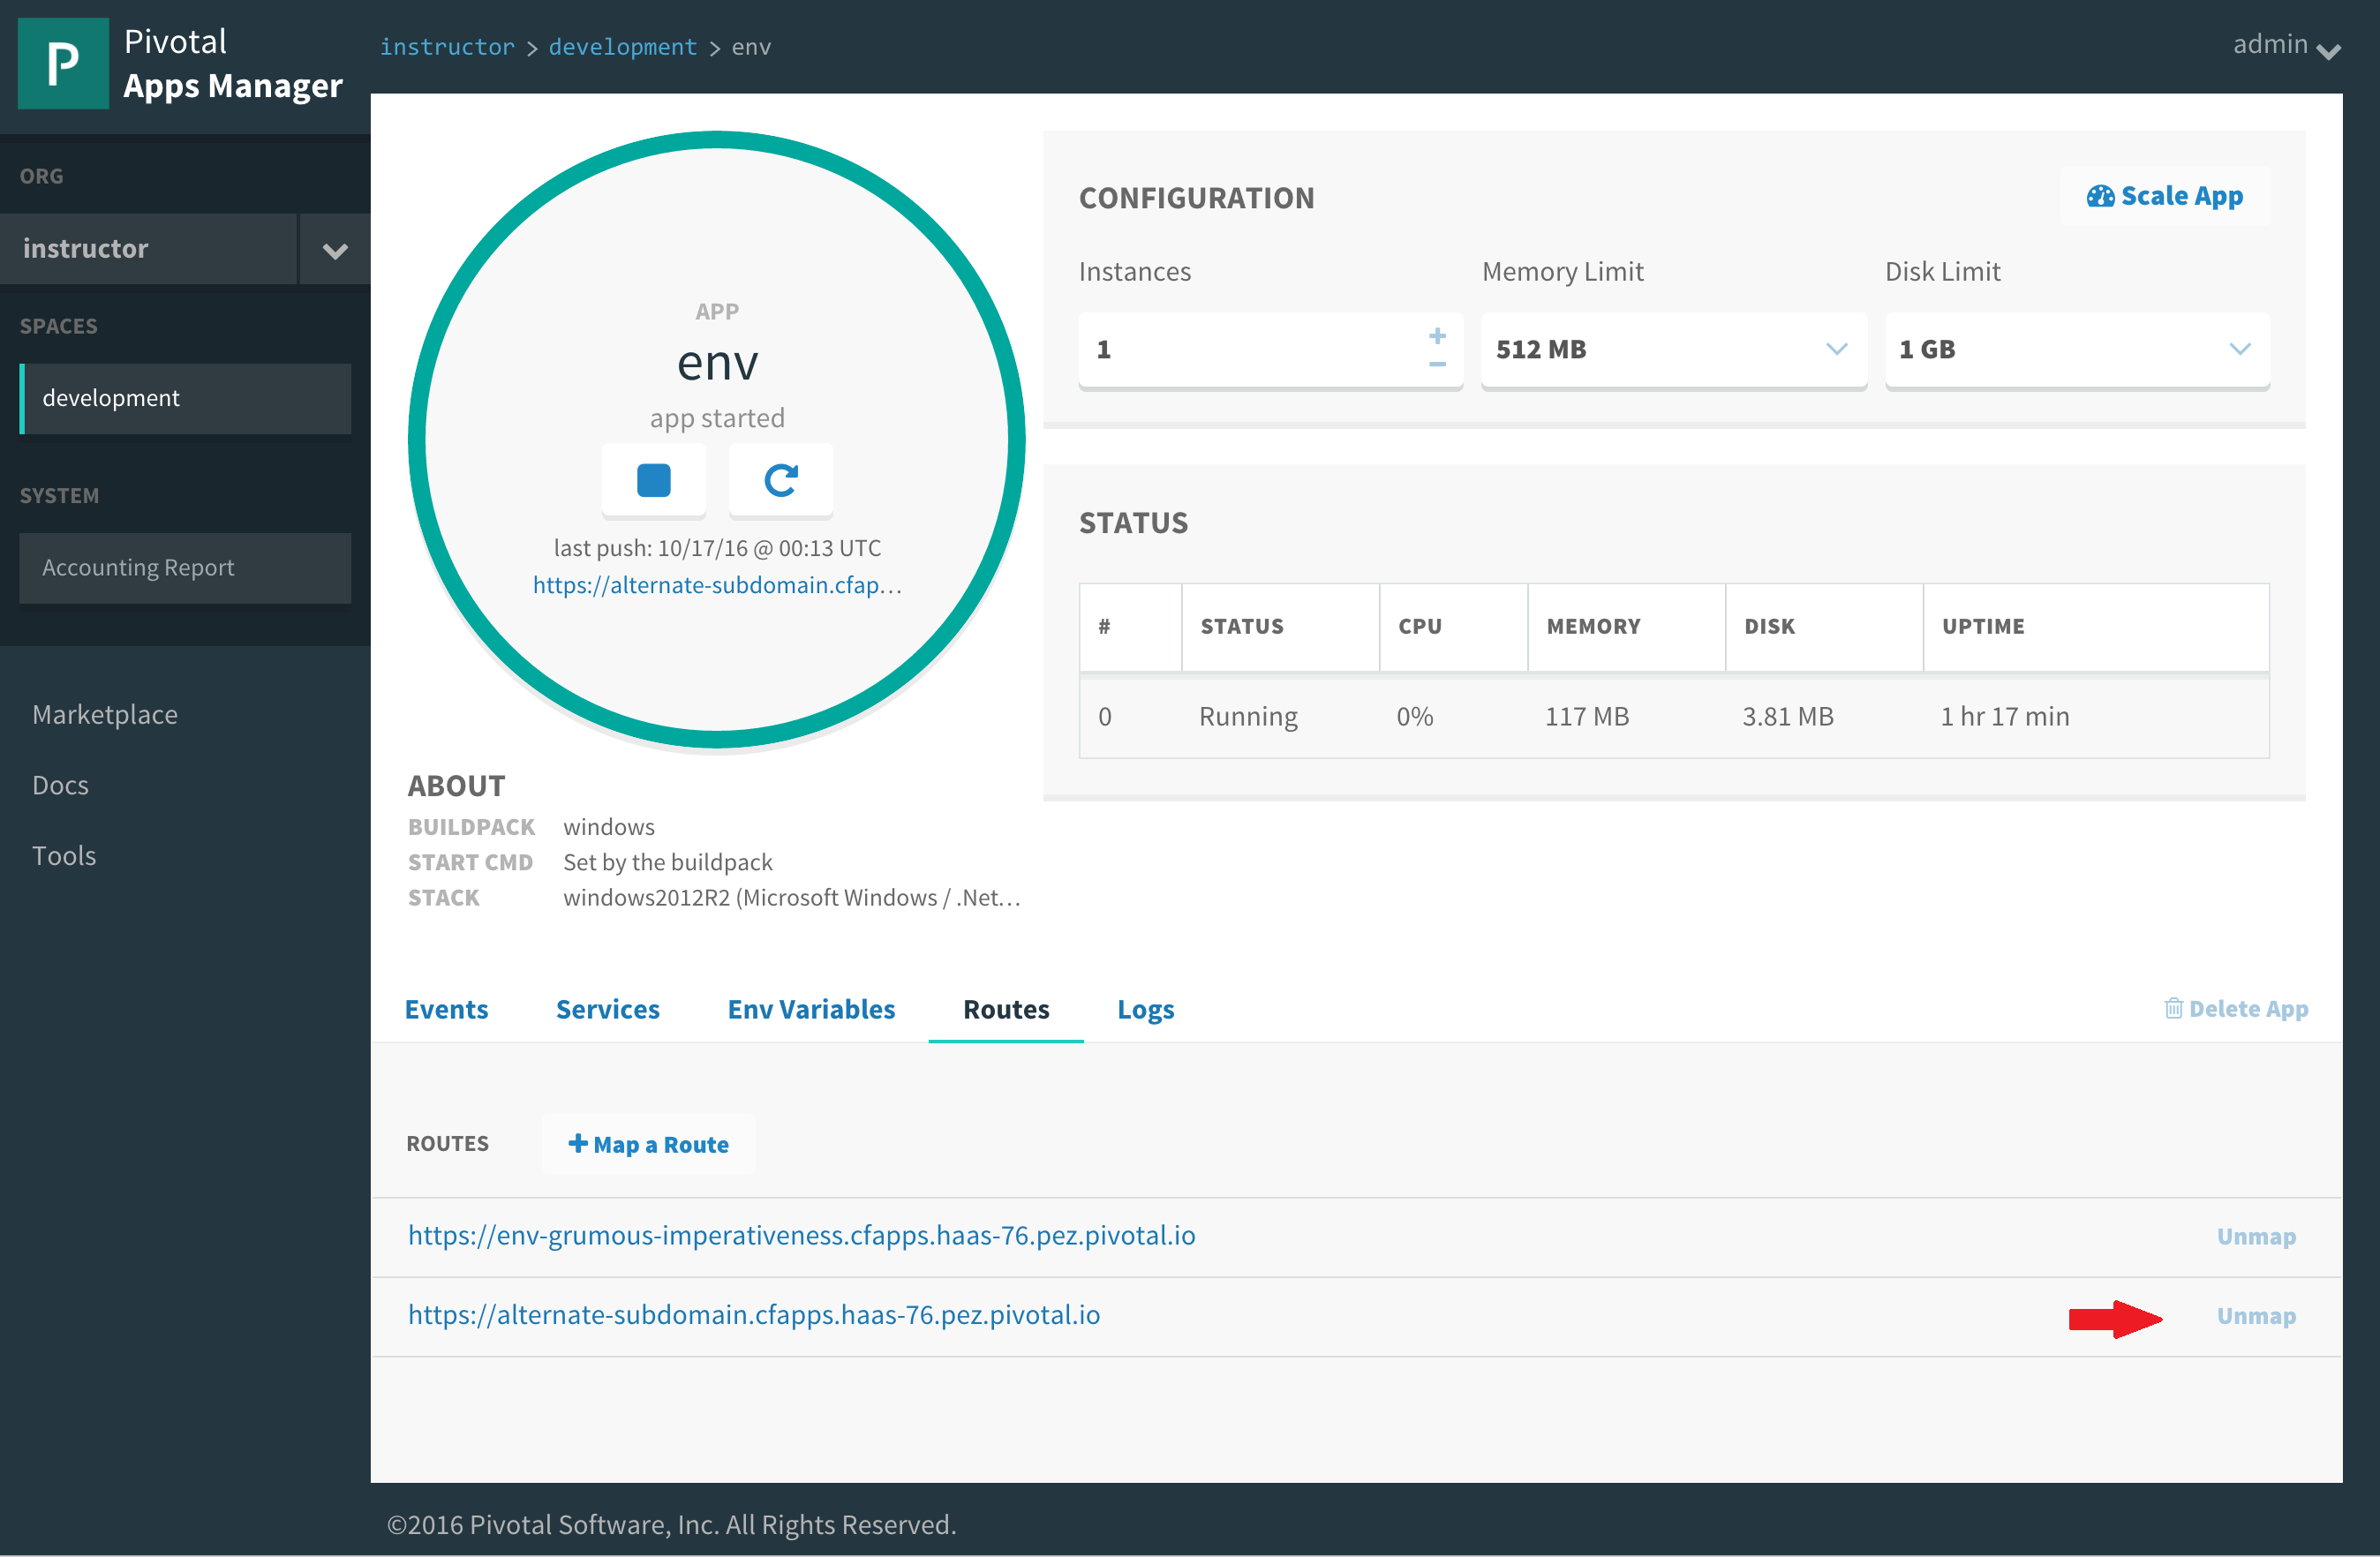 P
Pivotal
Apps Manager
instructor > development > env
admin
ORG
instructor
SPACES
development
SYSTEM
Accounting Report
Marketplace
Docs
Tools
APP
env
app started
last push: 10/17/16 @ 00:13 UTC
https://alternate-subdomain.cfap...
ABOUT
BUILDPACK windows
START CMD Set by the buildpack
STACK windows2012R2 (Microsoft Windows / .Net...
CONFIGURATION
Scale App
Instances Memory Limit Disk Limit
1 + − 512 MB 1 GB
STATUS
# STATUS CPU MEMORY DISK UPTIME
0 Running 0% 117 MB 3.81 MB 1 hr 17 min
Events Services Env Variables Routes Logs Delete App
ROUTES + Map a Route
https://env-grumous-imperativeness.cfapps.haas-76.pez.pivotal.io Unmap
https://alternate-subdomain.cfapps.haas-76.pez.pivotal.io Unmap
©2016 Pivotal Software, Inc. All Rights Reserved.